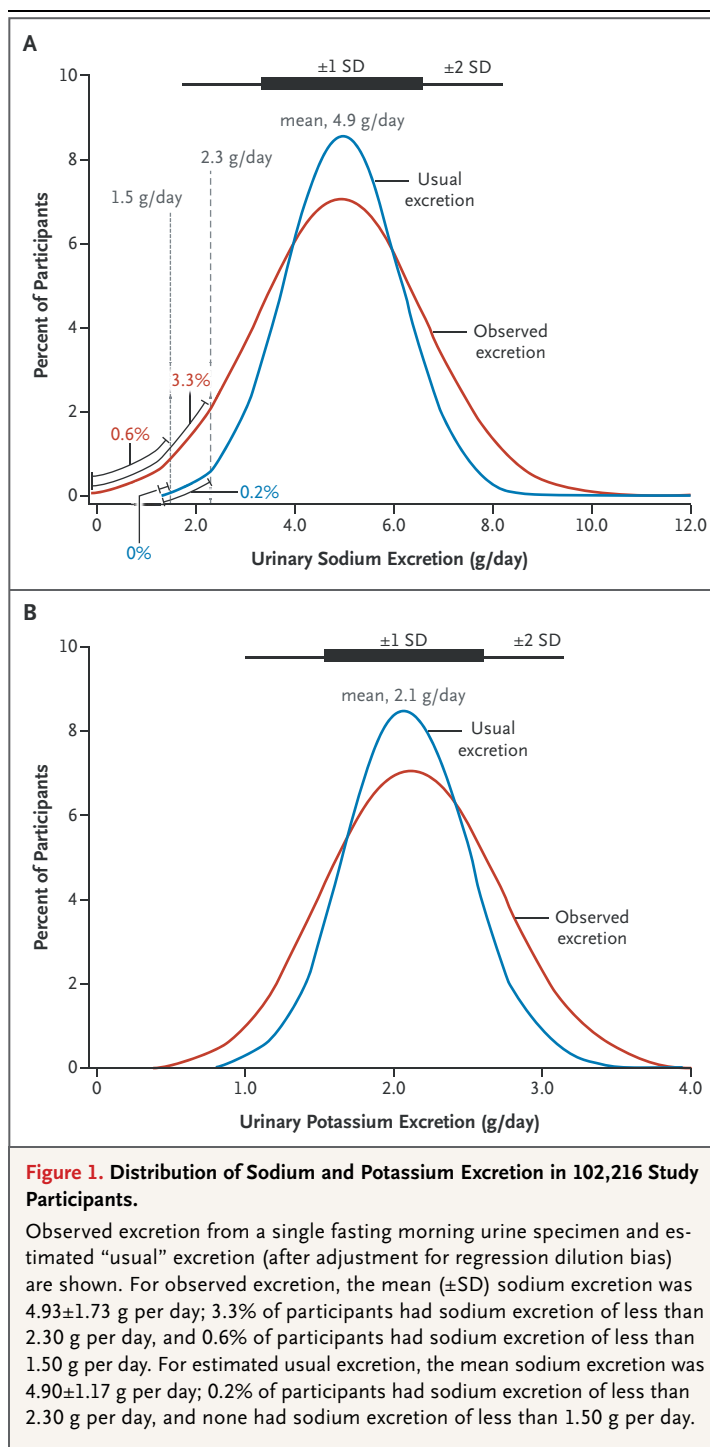 A
±1 SD
±2 SD
10
mean, 4.9 g/day
2.3 g/day
8
Usual
excretion
1.5 g/day
6
Percent of Participants
4
Observed
excretion
3.3%
2
0.6%
0.2%
0
0
2.0
4.0
6.0
8.0
10.0
12.0
0%
Urinary Sodium Excretion (g/day)
B
±1 SD
±2 SD
10
mean, 2.1 g/day
8
Usual
excretion
6
Percent of Participants
4
Observed
excretion
2
0
0
1.0
2.0
3.0
4.0
Urinary Potassium Excretion (g/day)
Figure 1. Distribution of Sodium and Potassium Excretion in 102,216 Study
Participants.
Observed excretion from a single fasting morning urine specimen and es-
timated “usual” excretion (after adjustment for regression dilution bias)
are shown. For observed excretion, the mean (±SD) sodium excretion was
4.93±1.73 g per day; 3.3% of participants had sodium excretion of less than
2.30 g per day, and 0.6% of participants had sodium excretion of less than
1.50 g per day. For estimated usual excretion, the mean sodium excretion was
4.90±1.17 g per day; 0.2% of participants had sodium excretion of less than
2.30 g per day, and none had sodium excretion of less than 1.50 g per day.